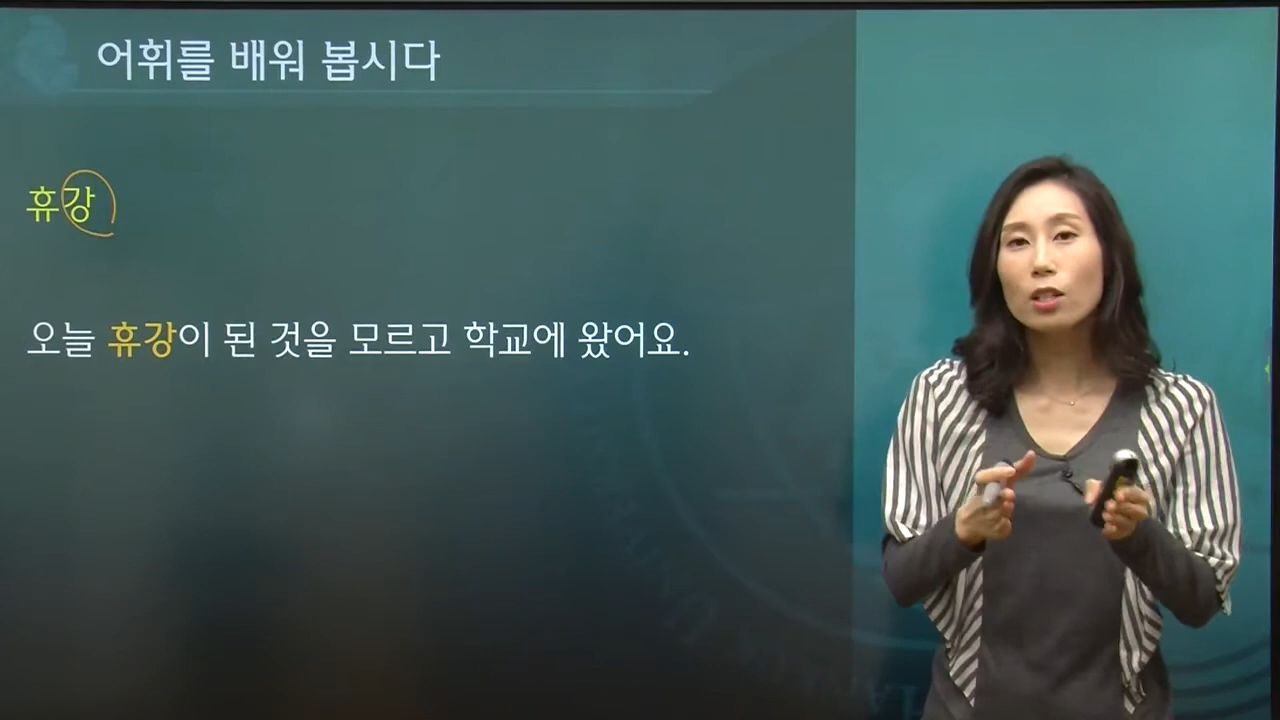 어휘를 배워 봅시다
휴강
오늘 휴강이 된 것을 모르고 학교에 왔어요.